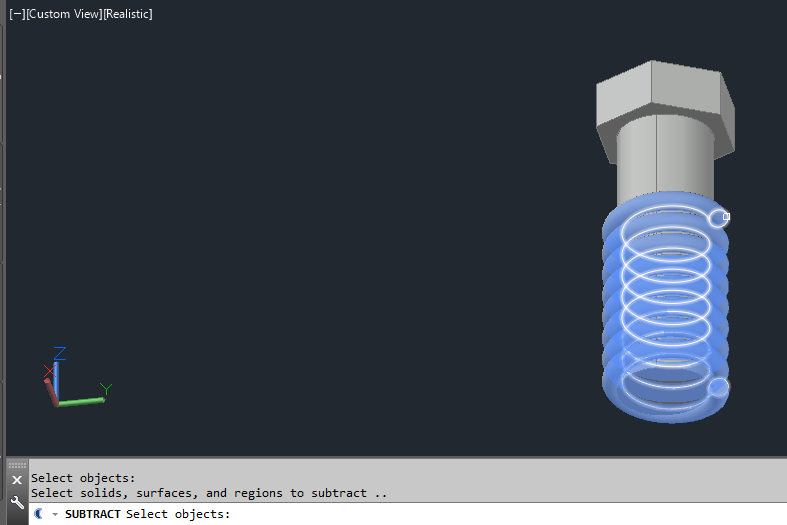 [−][Custom View][Realistic]
Z
X
Y
Select objects:
Select solids, surfaces, and regions to subtract ..
SUBTRACT Select objects: